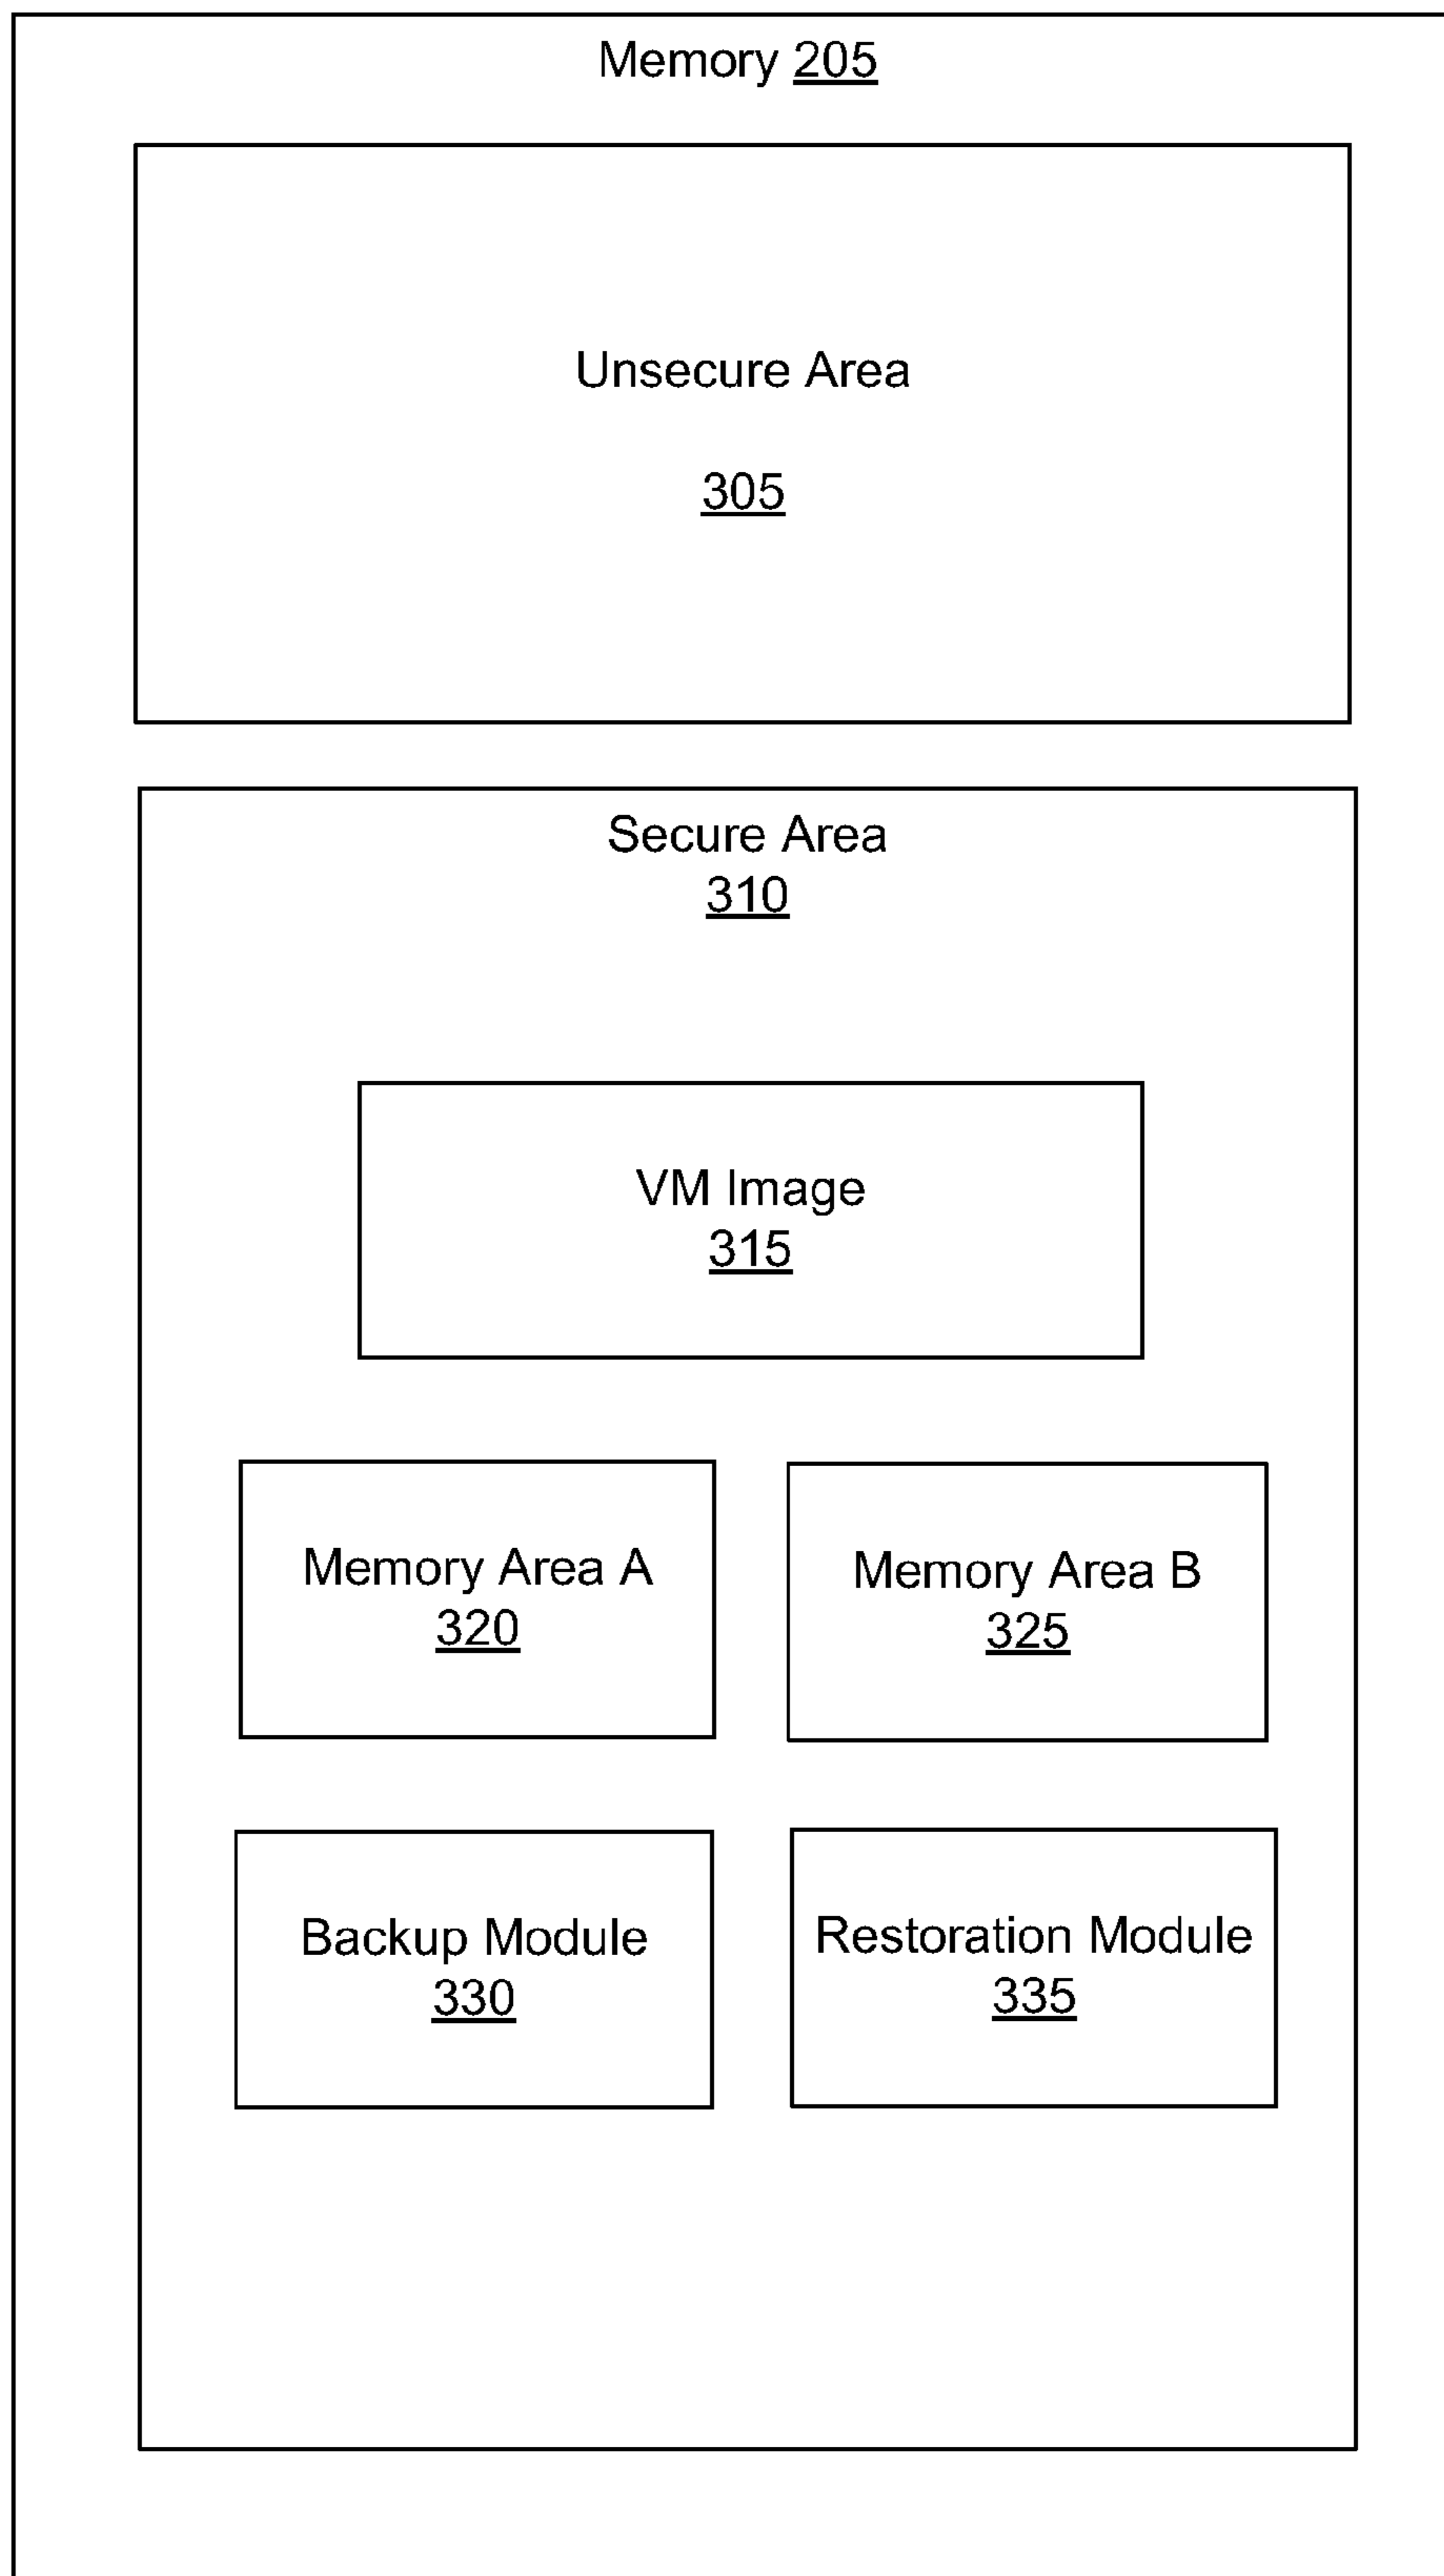 Memory 205
Unsecure Area
305
Secure Area
310
VM Image
315
Memory Area A
320
Memory Area B
325
Backup Module
330
Restoration Module
335